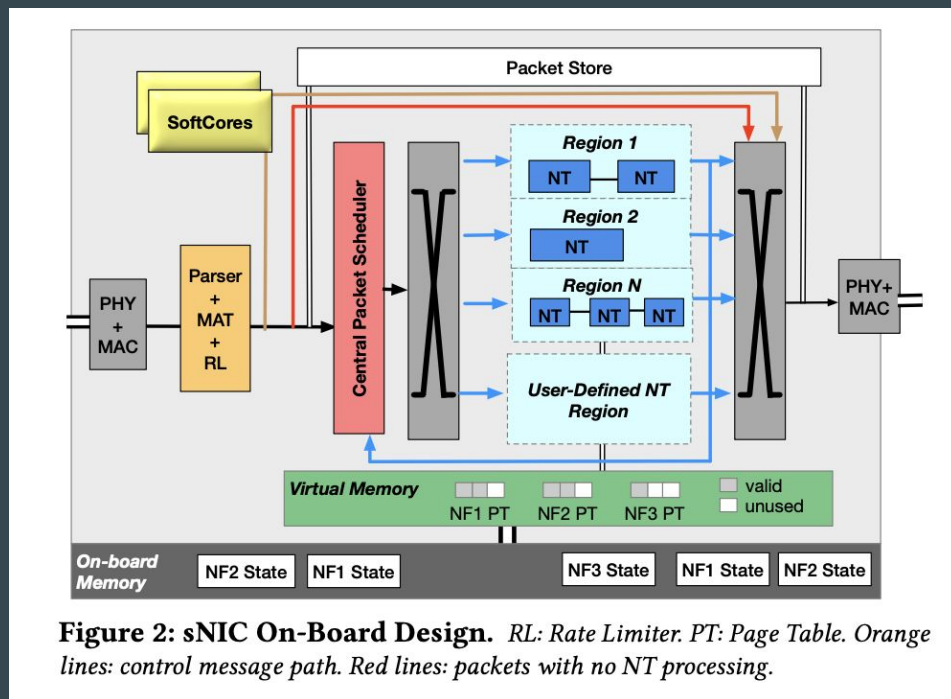 Packet Store
SoftCores
Region 1
NT
NT
Region 2
NT
Region N
NT
NT
NT
User-Defined NT
Region
PHY
+
MAC
Parser
+
MAT
+
RL
Central Packet Scheduler
PHY+
MAC
Virtual Memory
NF1 PT
NF2 PT
NF3 PT
valid
unused
On-board
Memory
NF2 State
NF1 State
NF3 State
NF1 State
NF2 State
Figure 2: sNIC On-Board Design. RL: Rate Limiter. PT: Page Table. Orange
lines: control message path. Red lines: packets with no NT processing.